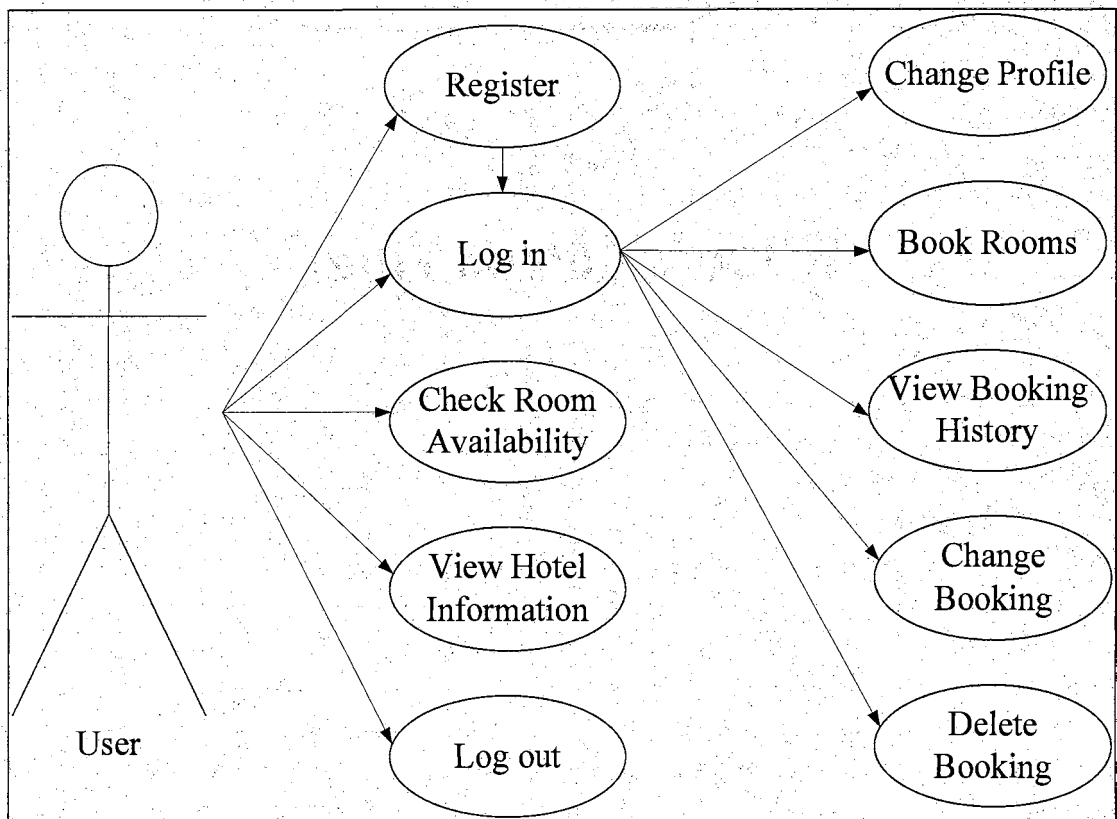 Register
Log in
Check Room
Availability
View Hotel
Information
Log out
User
Change Profile
Book Rooms
View Booking
History
Change
Booking
Delete
Booking